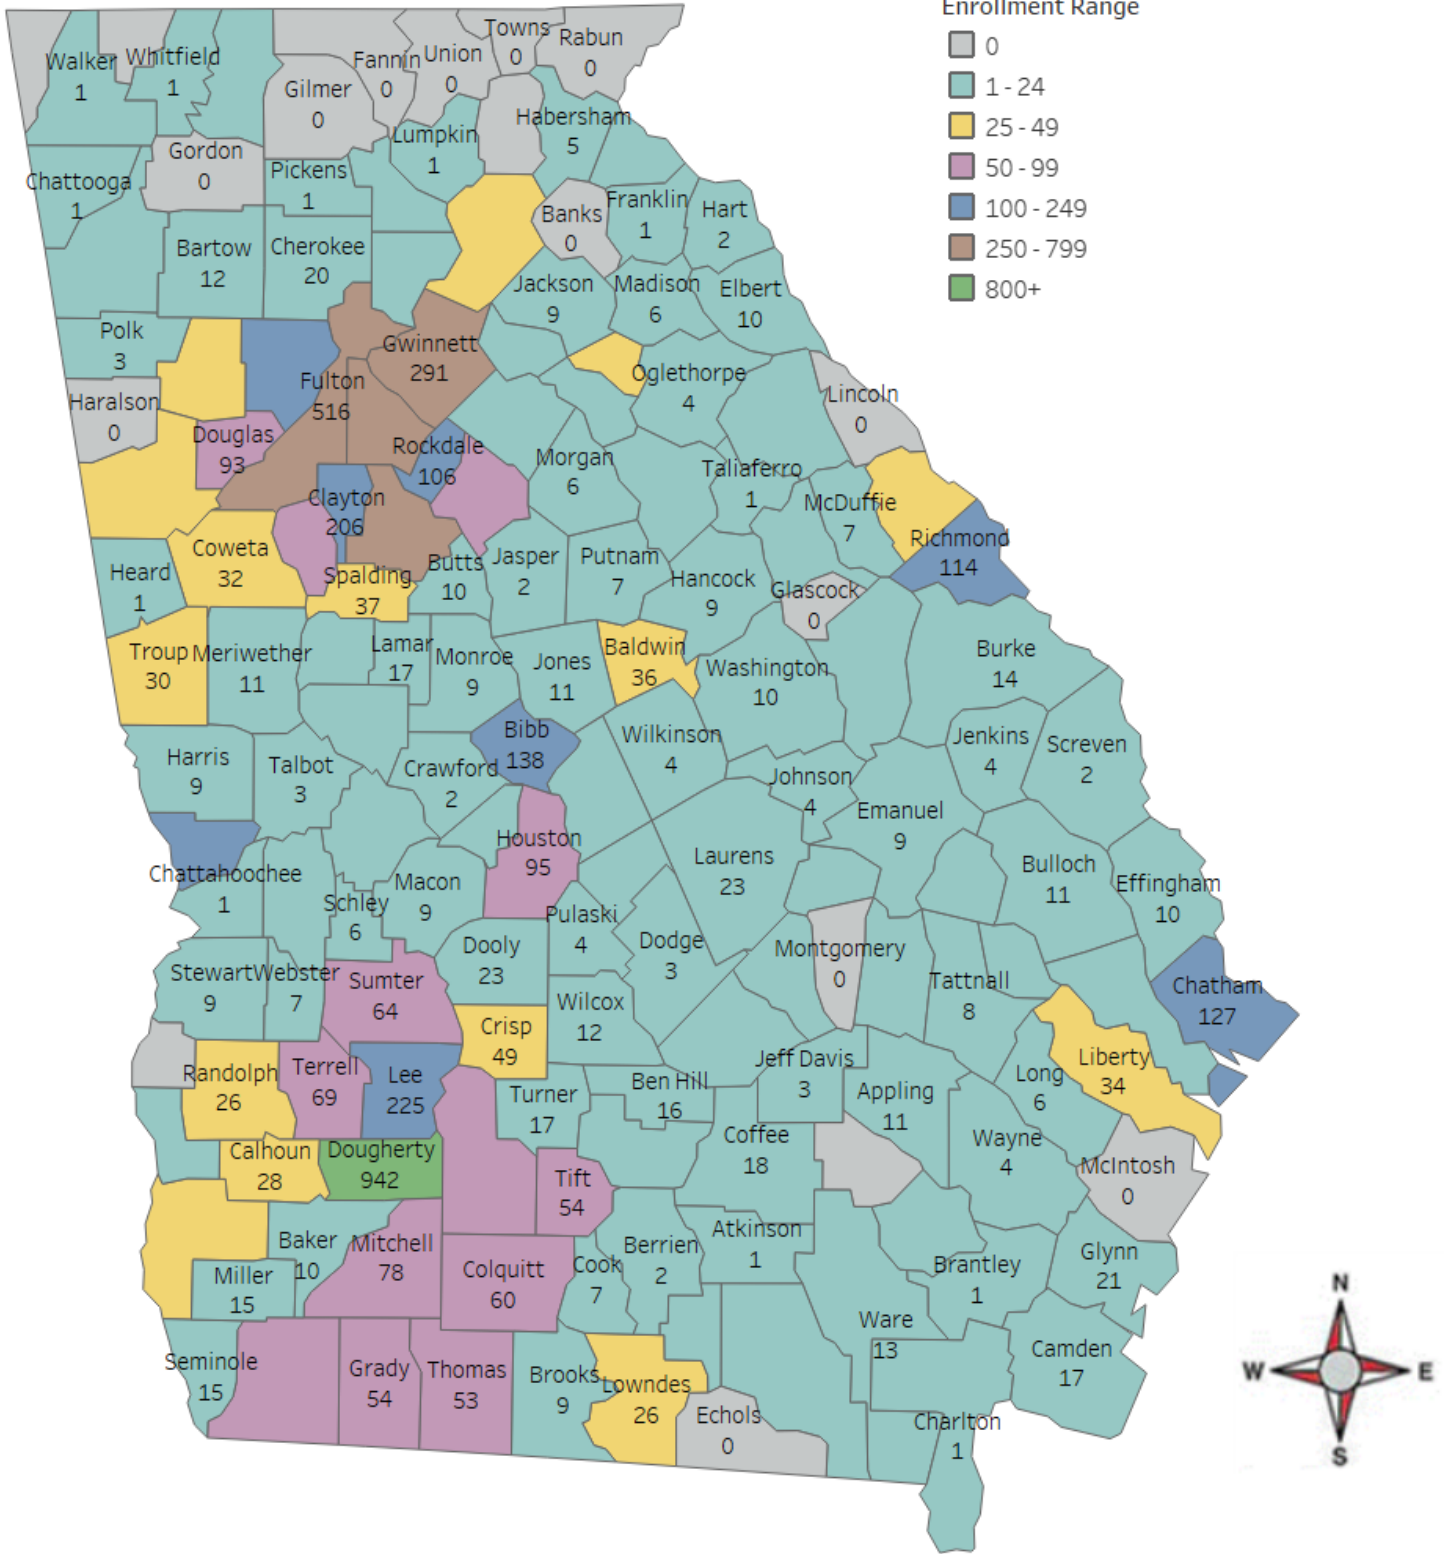 Enrollment Range
0
1 - 24
25 - 49
50 - 99
100 - 249
250 - 799
800+
Towns
0
Rabun
0
Union
0
Fannin
0
Walker
1
Whitfield
1
Gilmer
0
Habersham
5
Lumpkin
1
Gordon
0
Pickens
1
Chattooga
1
Banks
0
Franklin
1
Hart
2
Bartow
12
Cherokee
20
Jackson
9
Madison
6
Elbert
10
Polk
3
Gwinnett
291
Fulton
516
Oglethorpe
4
Haralson
0
Lincoln
0
Douglas
93
Rockdale
106
Morgan
6
Taliaferro
1
Clayton
206
McDuffie
7
Richmond
114
Coweta
32
Heard
1
Spalding
37
Butts
10
Jasper
2
Putnam
7
Hancock
9
Glascock
0
Troup
30
Meriwether
11
Lamar
17
Monroe
9
Jones
11
Baldwin
36
Washington
10
Burke
14
Harris
9
Talbot
3
Crawford
2
Bibb
138
Wilkinson
4
Johnson
4
Jenkins
4
Screven
2
Emanuel
9
Houston
95
Laurens
23
Chattahoochee
1
Macon
9
Schley
6
Bulloch
11
Effingham
10
Pulaski
4
Dooly
23
Dodge
3
Montgomery
0
Tattnall
8
Stewart
9
Webster
7
Sumter
64
Wilcox
12
Crisp
49
Chatham
127
Randolph
26
Terrell
69
Lee
225
Turner
17
Ben Hill
16
Jeff Davis
3
Appling
11
Long
6
Liberty
34
Calhoun
28
Dougherty
942
Tift
54
Coffee
18
Wayne
4
McIntosh
0
Baker
10
Mitchell
78
Miller
15
Colquitt
60
Cook
7
Berrien
2
Atkinson
1
Brantley
1
Glynn
21
Ware
13
Seminole
15
Grady
54
Thomas
53
Brooks
9
Lowndes
26
Echols
0
Camden
17
Charlton
1
N
W
E
S